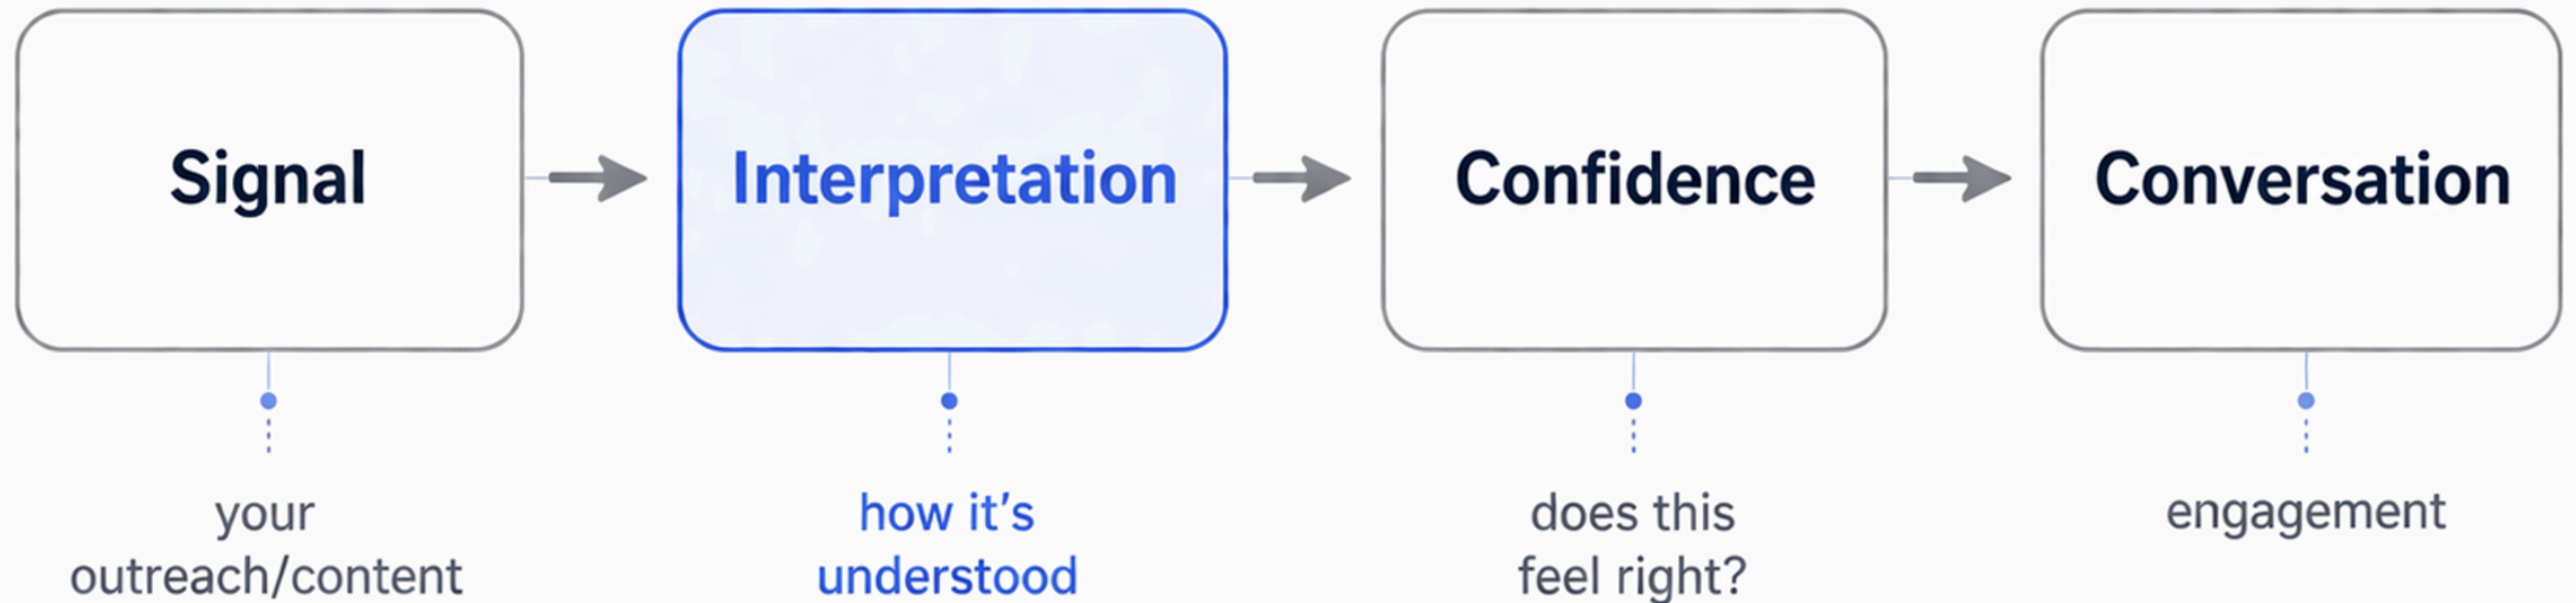 Signal
Interpretation
Confidence
Conversation
your
outreach/content
how it’s
understood
does this
feel right?
engagement